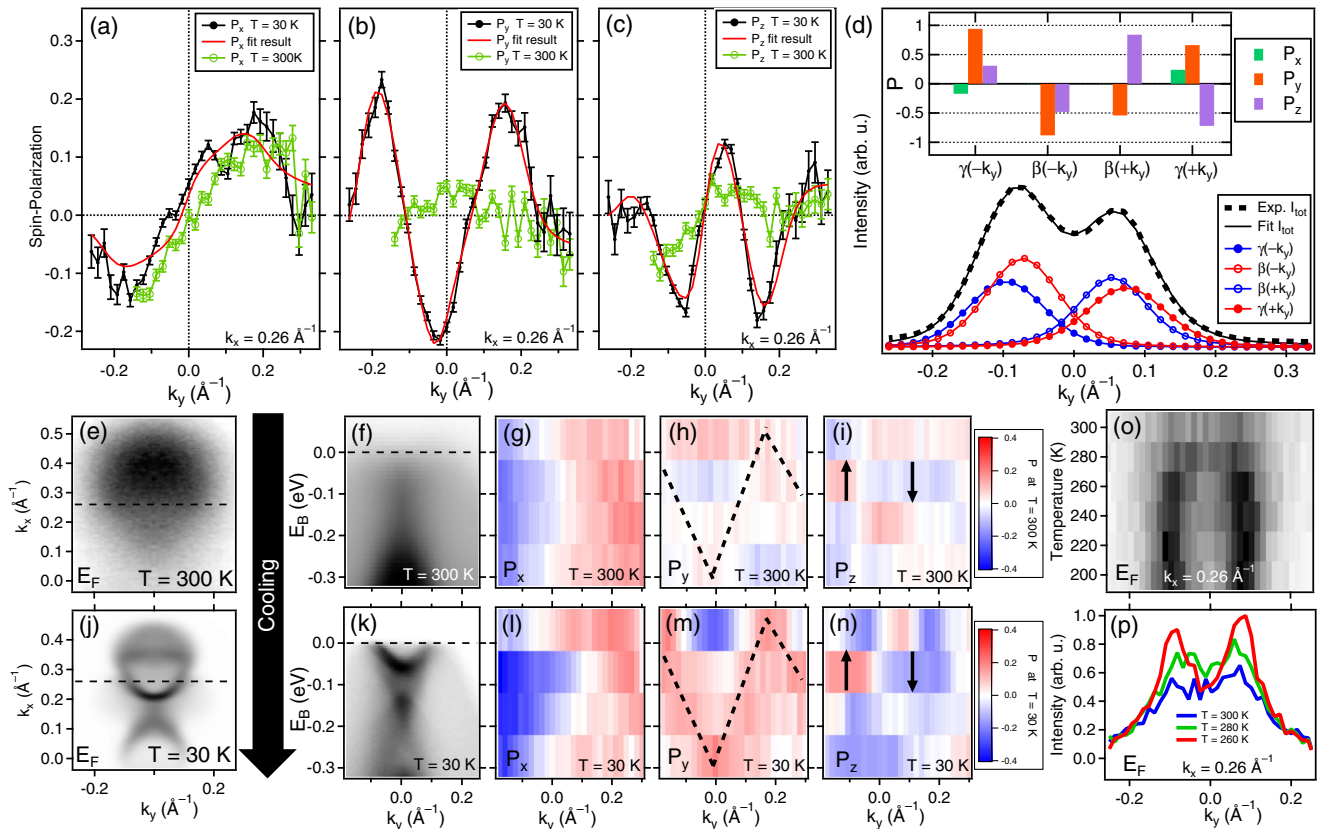 (a)
P_x T = 30 K
P_x fit result
P_x T = 300K
0.3
0.2
0.1
0.0
-0.1
-0.2
Spin-Polarization
k_x = 0.26 Å⁻¹
-0.2
0.0
0.2
k_y (Å⁻¹)
(b)
P_y T = 30 K
P_y fit result
P_y T = 300 K
k_x = 0.26 Å⁻¹
-0.2
0.0
0.2
k_y (Å⁻¹)
(c)
P_z T = 30 K
P_z fit result
P_z T = 300 K
k_x = 0.26 Å⁻¹
-0.2
0.0
0.2
k_y (Å⁻¹)
(d)
P
1
0.5
0
-0.5
-1
γ(−k_y)
β(−k_y)
β(+k_y)
γ(+k_y)
P_x
P_y
P_z
Intensity (arb. u.)
Exp. I_tot
Fit I_tot
γ(−k_y)
β(−k_y)
β(+k_y)
γ(+k_y)
-0.2
-0.1
0.0
0.1
0.2
0.3
k_y (Å⁻¹)
(e)
0.5
0.4
0.3
0.2
0.1
0.0
k_x (Å⁻¹)
E_F
T = 300 K
Cooling
(f)
0.0
-0.1
-0.2
-0.3
E_B (eV)
T = 300 K
(g)
P_x
T = 300 K
(h)
P_y
T = 300 K
(i)
P_z
T = 300 K
0.4
0.2
0.0
-0.2
-0.4
P at T = 300 K
(o)
300
280
260
240
220
200
Temperature (K)
E_F
k_x = 0.26 Å⁻¹
(j)
0.5
0.4
0.3
0.2
0.1
0.0
k_x (Å⁻¹)
E_F
T = 30 K
-0.2
0.0
0.2
k_y (Å⁻¹)
(k)
0.0
-0.1
-0.2
-0.3
E_B (eV)
T = 30 K
0.0
0.2
k_y (Å⁻¹)
(l)
P_x
T = 30 K
0.0
0.2
k_y (Å⁻¹)
(m)
P_y
T = 30 K
0.0
0.2
k_y (Å⁻¹)
(n)
P_z
T = 30 K
0.0
0.2
k_y (Å⁻¹)
0.4
0.2
0.0
-0.2
-0.4
P at T = 30 K
(p)
1.0
0.8
0.6
0.4
0.2
0.0
Intensity (arb. u.)
T = 300 K
T = 280 K
T = 260 K
E_F
k_x = 0.26 Å⁻¹
-0.2
0.0
0.2
k_y (Å⁻¹)